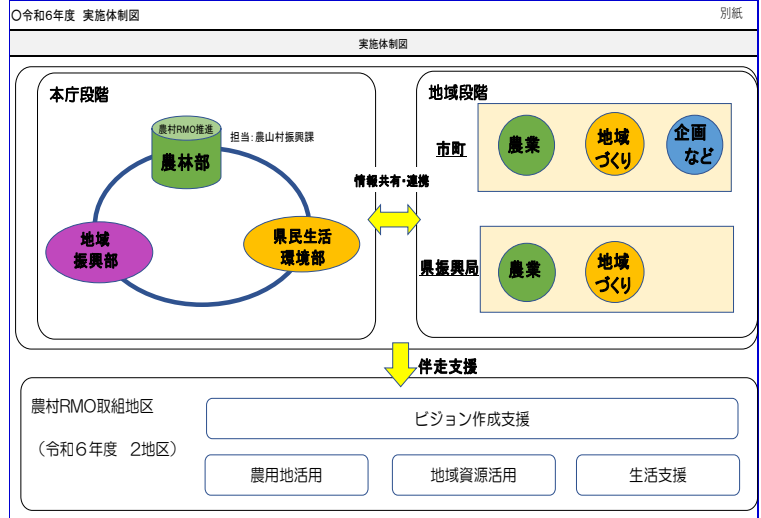 〇令和6年度 実施体制図
別紙
実施体制図
本庁段階
農村RMO推進
担当:農山村振興課
農林部
地域
振興部
県民生活
環境部
情報共有・連携
地域段階
市町
農業
地域
づくり
企画
など
県振興局
農業
地域
づくり
伴走支援
農村RMO取組地区
(令和6年度 2地区)
ビジョン作成支援
農用地活用
地域資源活用
生活支援